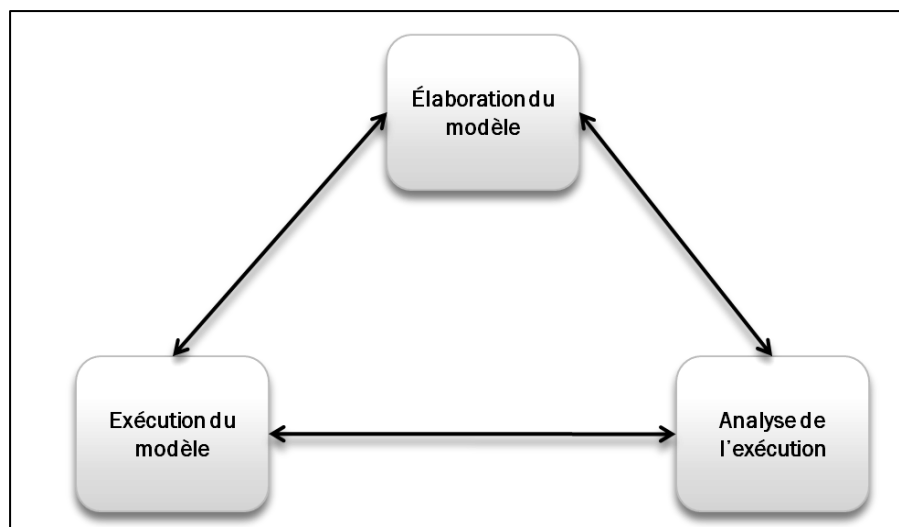 Élaboration du
modèle
Exécution du
modèle
Analyse de
l'exécution